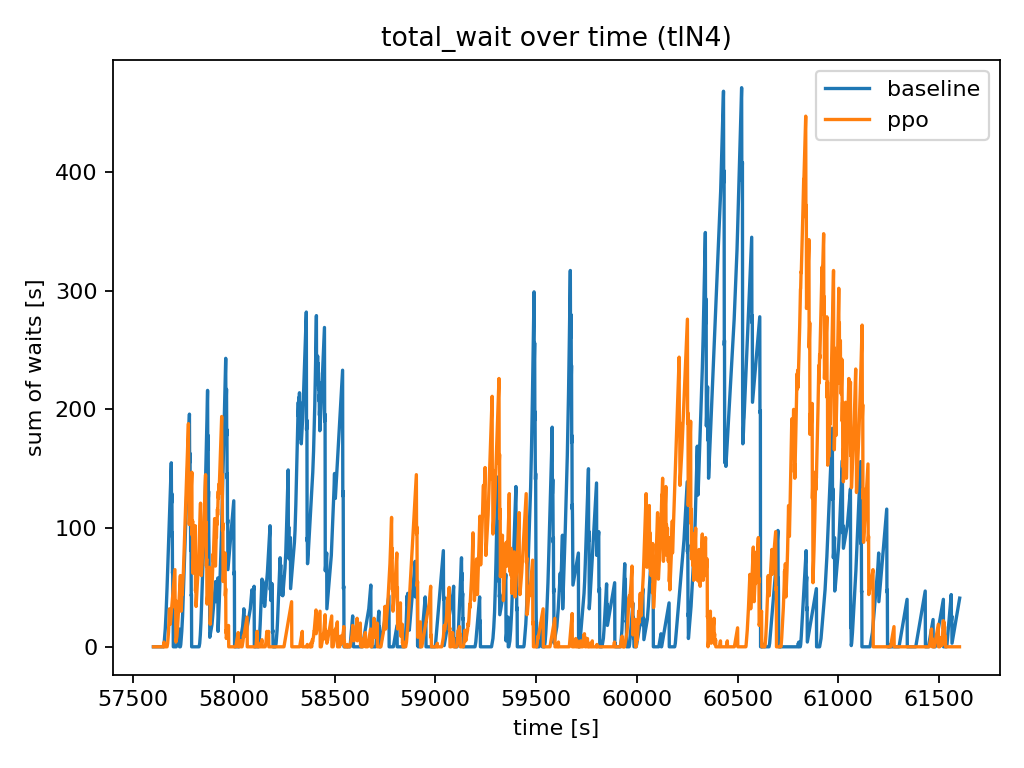 total_wait over time (tlN4)
baseline
ppo
sum of waits [s]
400
300
200
100
0
57500 58000 58500 59000 59500 60000 60500 61000 61500
time [s]